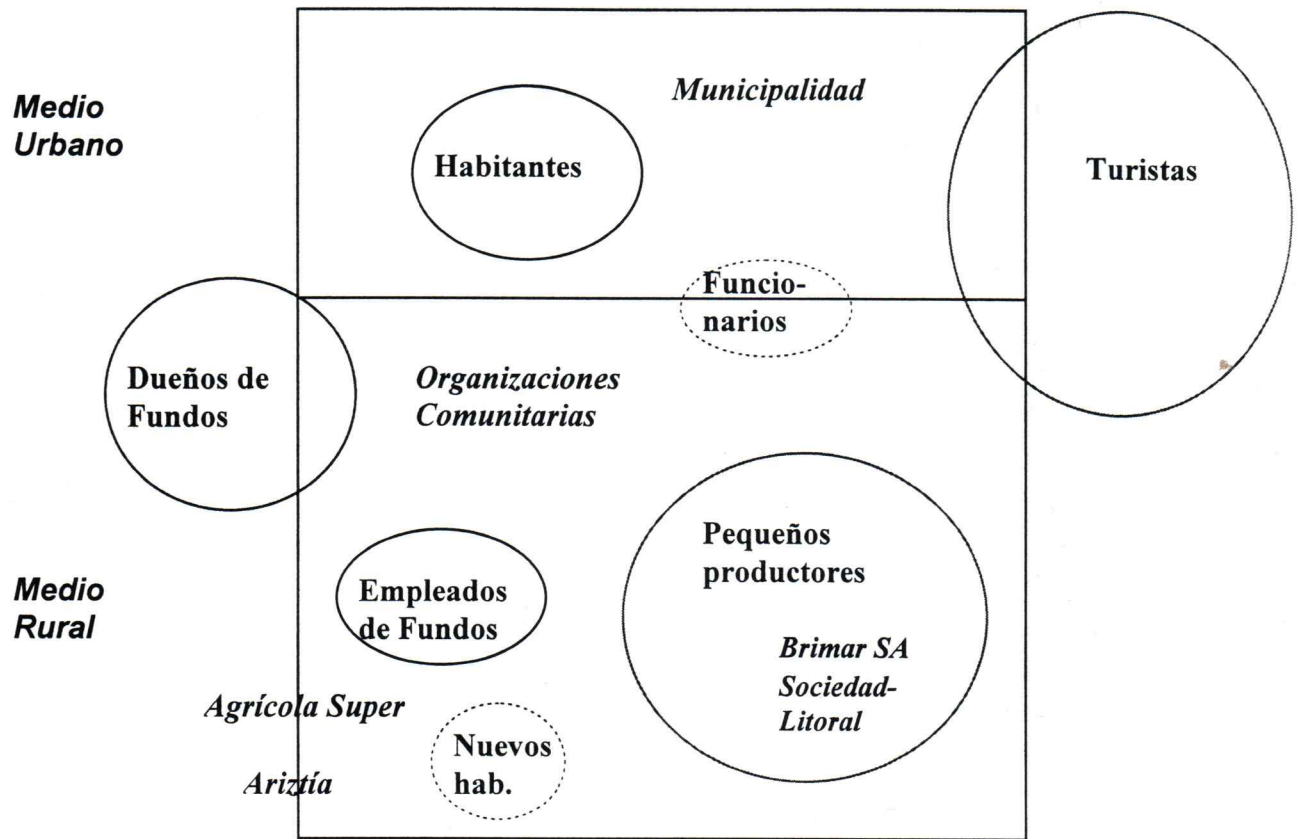 Medio
Urbano
Municipalidad
Habitantes
Turistas
Funcio-
narios
Dueños de
Fundos
Organizaciones
Comunitarias
Pequeños
productores
Medio
Rural
Empleados
de Fundos
Brimar SA
Sociedad-
Litoral
Agrícola Super
Nuevos
hab.
Ariztía